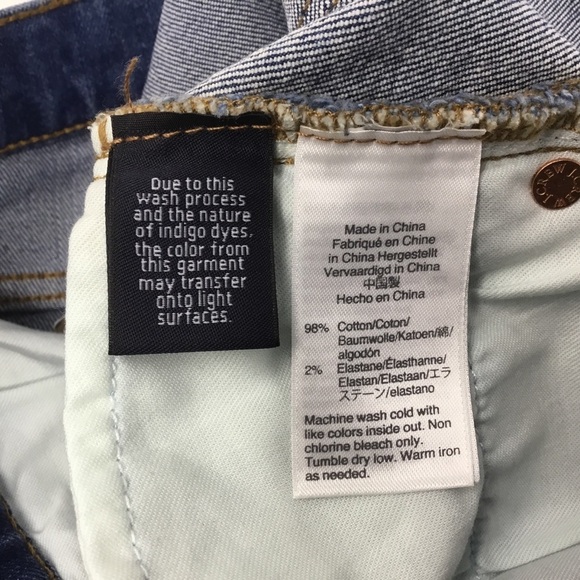 Due to this
wash process
and the nature
of indigo dyes,
the color from
this garment
may transfer
onto light
surfaces.
Made in China
Fabriqué en Chine
in China Hergestellt
Vervaardigd in China
中国製
Hecho en China
98% Cotton/Coton/
Baumwolle/Katoen/綿/
algodón
2% Elastane/Élasthanne/
Elastan/Elastaan/エラ
ステーン/elastano
Machine wash cold with
like colors inside out. Non
chlorine bleach only.
Tumble dry low. Warm iron
as needed.
CREW